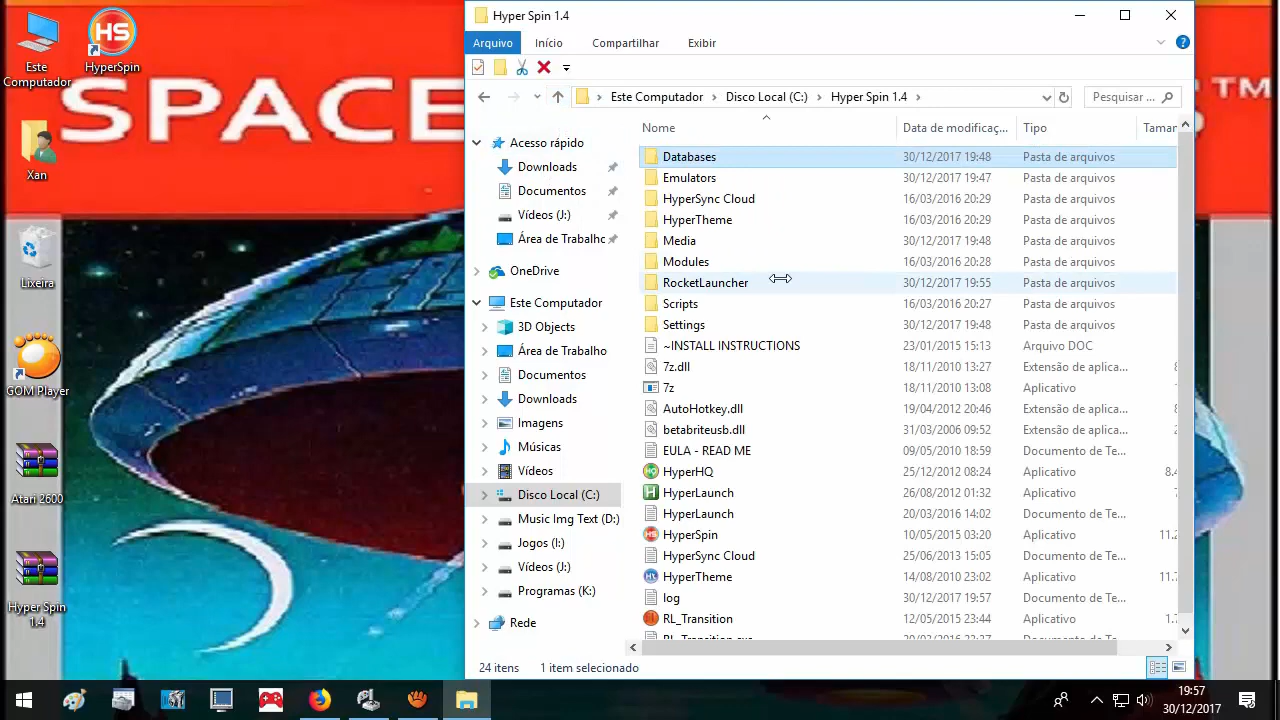 SPACE
TM
Este
Computador
HS
HyperSpin
Xan
Lixeira
GOM Player
Atari 2600
Hyper Spin
1.4
Hyper Spin 1.4
Arquivo
Início
Compartilhar
Exibir
Este Computador
Disco Local (C:)
Hyper Spin 1.4
Pesquisar ...
Acesso rápido
Downloads
Documentos
Vídeos (J:)
Área de Trabalho
OneDrive
Este Computador
3D Objects
Área de Trabalho
Documentos
Downloads
Imagens
Músicas
Vídeos
Disco Local (C:)
Music Img Text (D:)
Jogos (I:)
Vídeos (J:)
Programas (K:)
Rede
Nome Data de modificaç... Tipo Taman
Databases 30/12/2017 19:48 Pasta de arquivos
Emulators 30/12/2017 19:47 Pasta de arquivos
HyperSync Cloud 16/03/2016 20:29 Pasta de arquivos
HyperTheme 16/03/2016 20:29 Pasta de arquivos
Media 30/12/2017 19:48 Pasta de arquivos
Modules 16/03/2016 20:28 Pasta de arquivos
RocketLauncher 30/12/2017 19:55 Pasta de arquivos
Scripts 16/03/2016 20:27 Pasta de arquivos
Settings 30/12/2017 19:48 Pasta de arquivos
~INSTALL INSTRUCTIONS 23/01/2015 15:13 Arquivo DOC
7z.dll 18/11/2010 13:27 Extensão de aplica...
7z 18/11/2010 13:08 Aplicativo
AutoHotkey.dll 19/04/2012 20:46 Extensão de aplica...
betabriteusb.dll 31/03/2006 09:52 Extensão de aplica...
EULA - READ ME 09/05/2010 18:59 Documento de Te...
HyperHQ 25/12/2012 08:24 Aplicativo 8.4
HyperLaunch 26/08/2012 01:32 Aplicativo
HyperLaunch 20/03/2016 14:02 Documento de Te...
HyperSpin 10/05/2015 03:20 Aplicativo 11.2
HyperSync Cloud 25/06/2013 15:05 Documento de Te...
HyperTheme 14/08/2010 23:02 Aplicativo 11.7
log 30/12/2017 19:57 Documento de Te...
RL_Transition 12/05/2015 23:44 Aplicativo 1.7
24 itens 1 item selecionado
19:57
30/12/2017